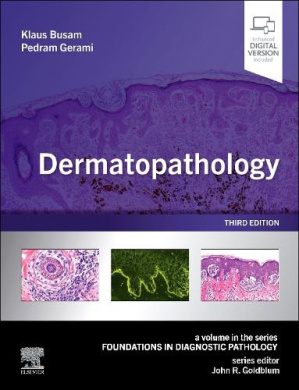 Klaus Busam
Pedram Gerami
Enhanced
DIGITAL
VERSION
Included
Dermatopathology
THIRD EDITION
a volume in the series
FOUNDATIONS IN DIAGNOSTIC PATHOLOGY
series editor
John R. Goldblum
ELSEVIER